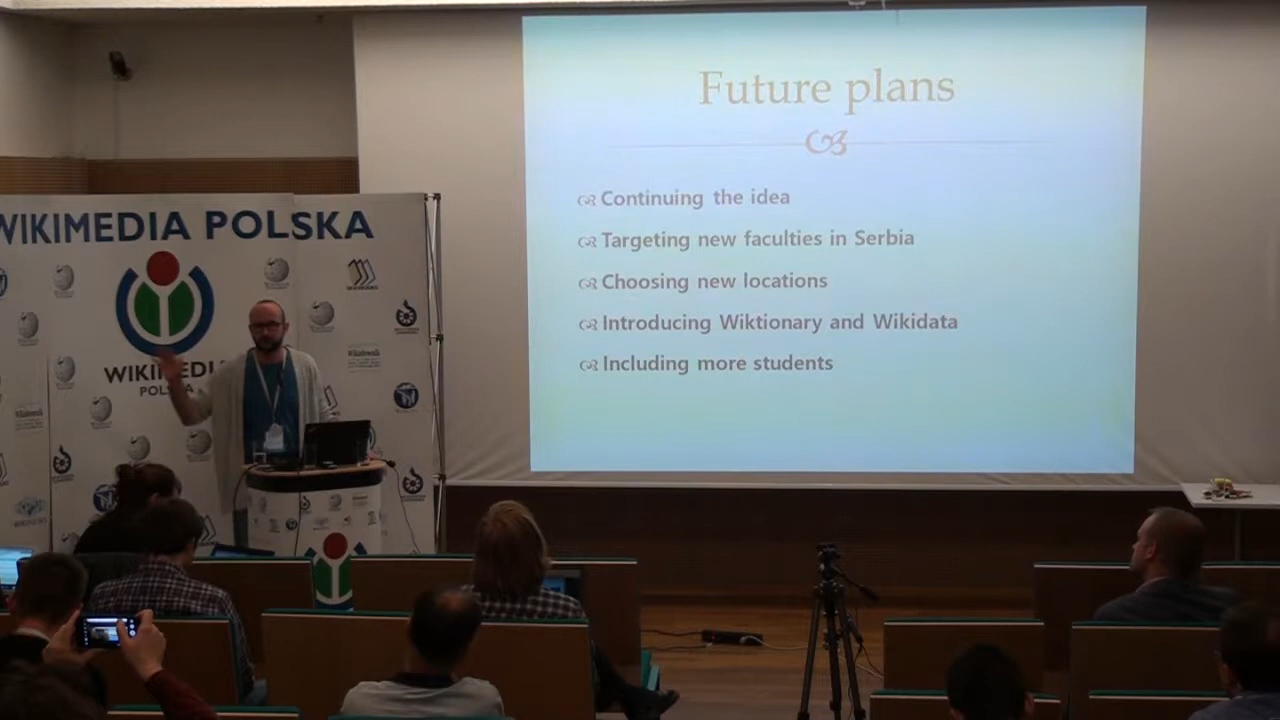 Future plans
Continuing the idea
Targeting new faculties in Serbia
Choosing new locations
Introducing Wiktionary and Wikidata
Including more students
WIKIMEDIA POLSKA
WIKIMEDI
POLSKA